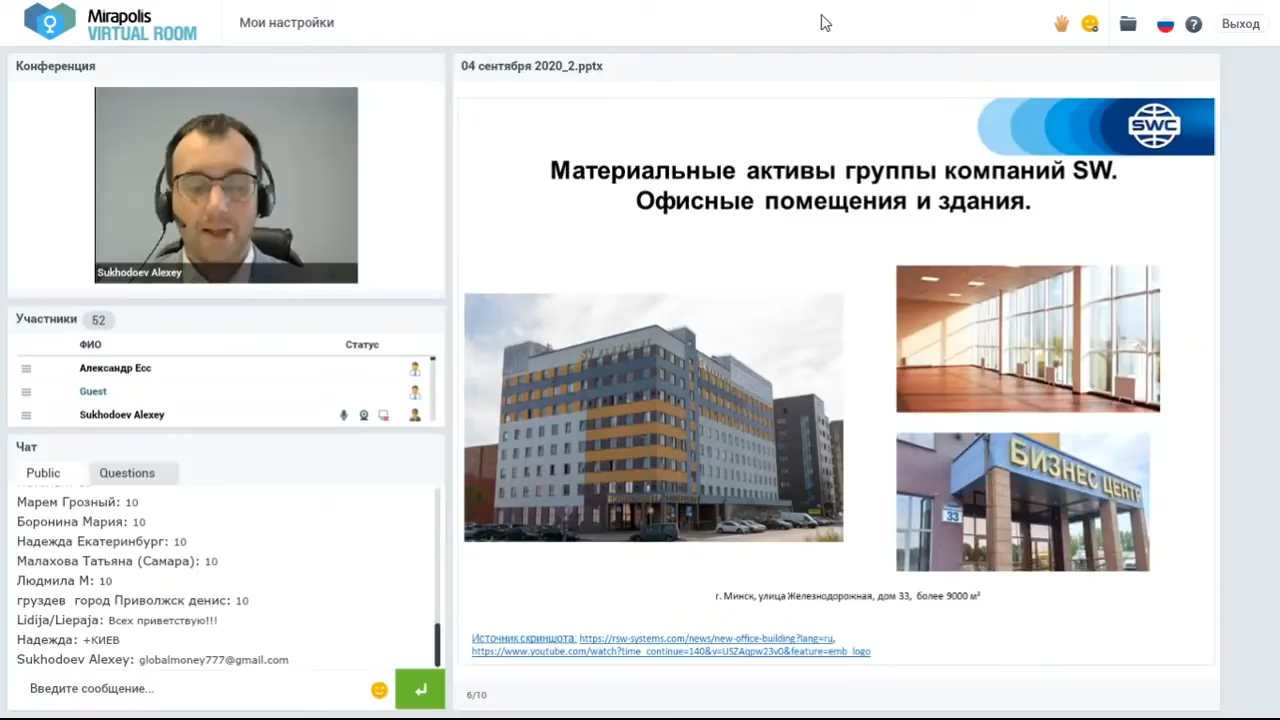 Mirapolis
VIRTUAL ROOM
Мои настройки
Выход
Конференция
Sukhodoev Alexey
Участники 52
ФИО Статус
Александр Есс
Guest
Sukhodoev Alexey
Чат
Public Questions
Марем Грозный: 10
Боронина Мария: 10
Надежда Екатеринбург: 10
Малахова Татьяна (Самара): 10
Людмила М: 10
груздев город Приволжск денис: 10
Lidija/Liepaja: Всех приветствую!!!
Надежда: +КИЕВ
Sukhodoev Alexey: globalmoney777@gmail.com
Введите сообщение...
04 сентября 2020_2.pptx
SWC
Материальные активы группы компаний SW.
Офисные помещения и здания.
БИЗНЕС ЦЕНТР
33
г. Минск, улица Железнодорожная, дом 33, более 9000 м²
Источник скриншота: https://rsw-systems.com/news/new-office-building?lang=ru,
https://www.youtube.com/watch?time_continue=140&v=USZAqpw23v0&feature=emb_logo
6/10